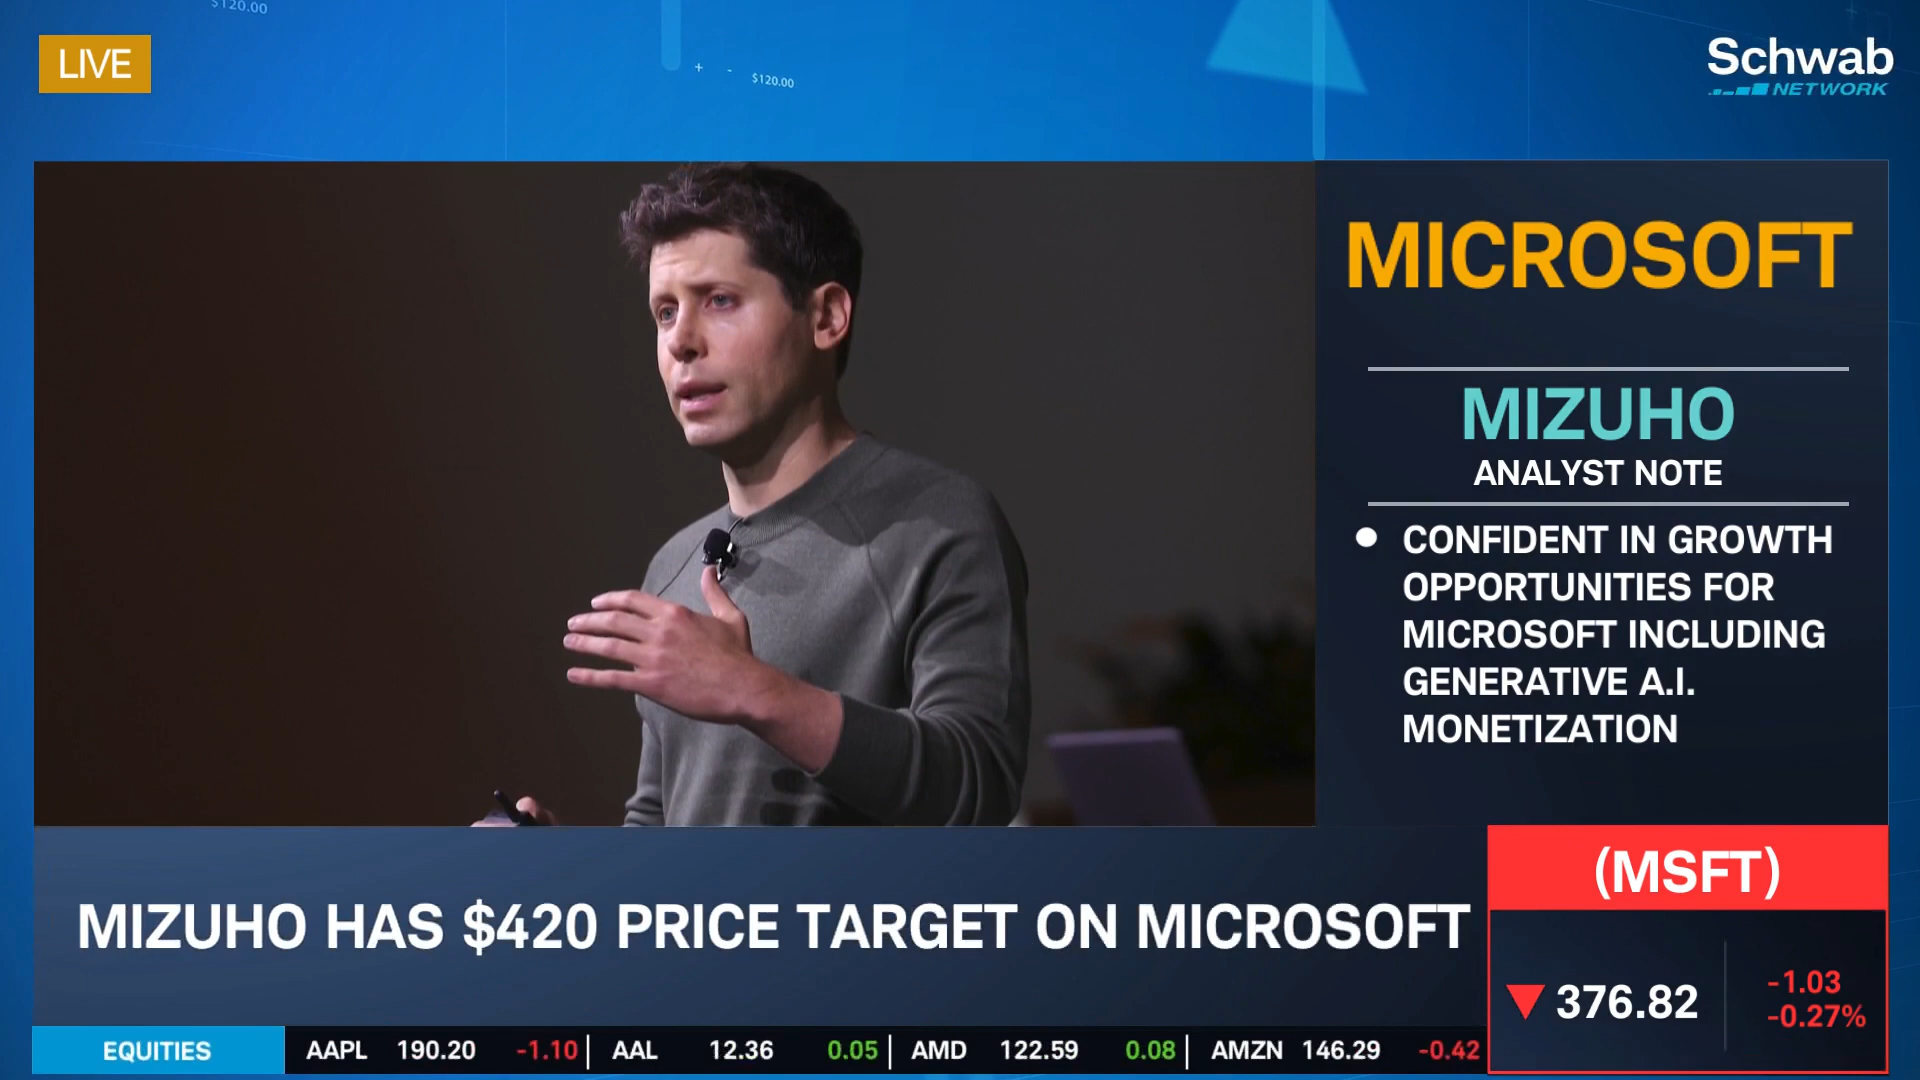 $120.00
LIVE
+ - $120.00
Schwab
NETWORK
MICROSOFT
MIZUHO
ANALYST NOTE
● CONFIDENT IN GROWTH
OPPORTUNITIES FOR
MICROSOFT INCLUDING
GENERATIVE A.I.
MONETIZATION
MIZUHO HAS $420 PRICE TARGET ON MICROSOFT
(MSFT)
▼ 376.82
-1.03
-0.27%
EQUITIES AAPL 190.20 -1.10 | AAL 12.36 0.05 | AMD 122.59 0.08 | AMZN 146.29 -0.42